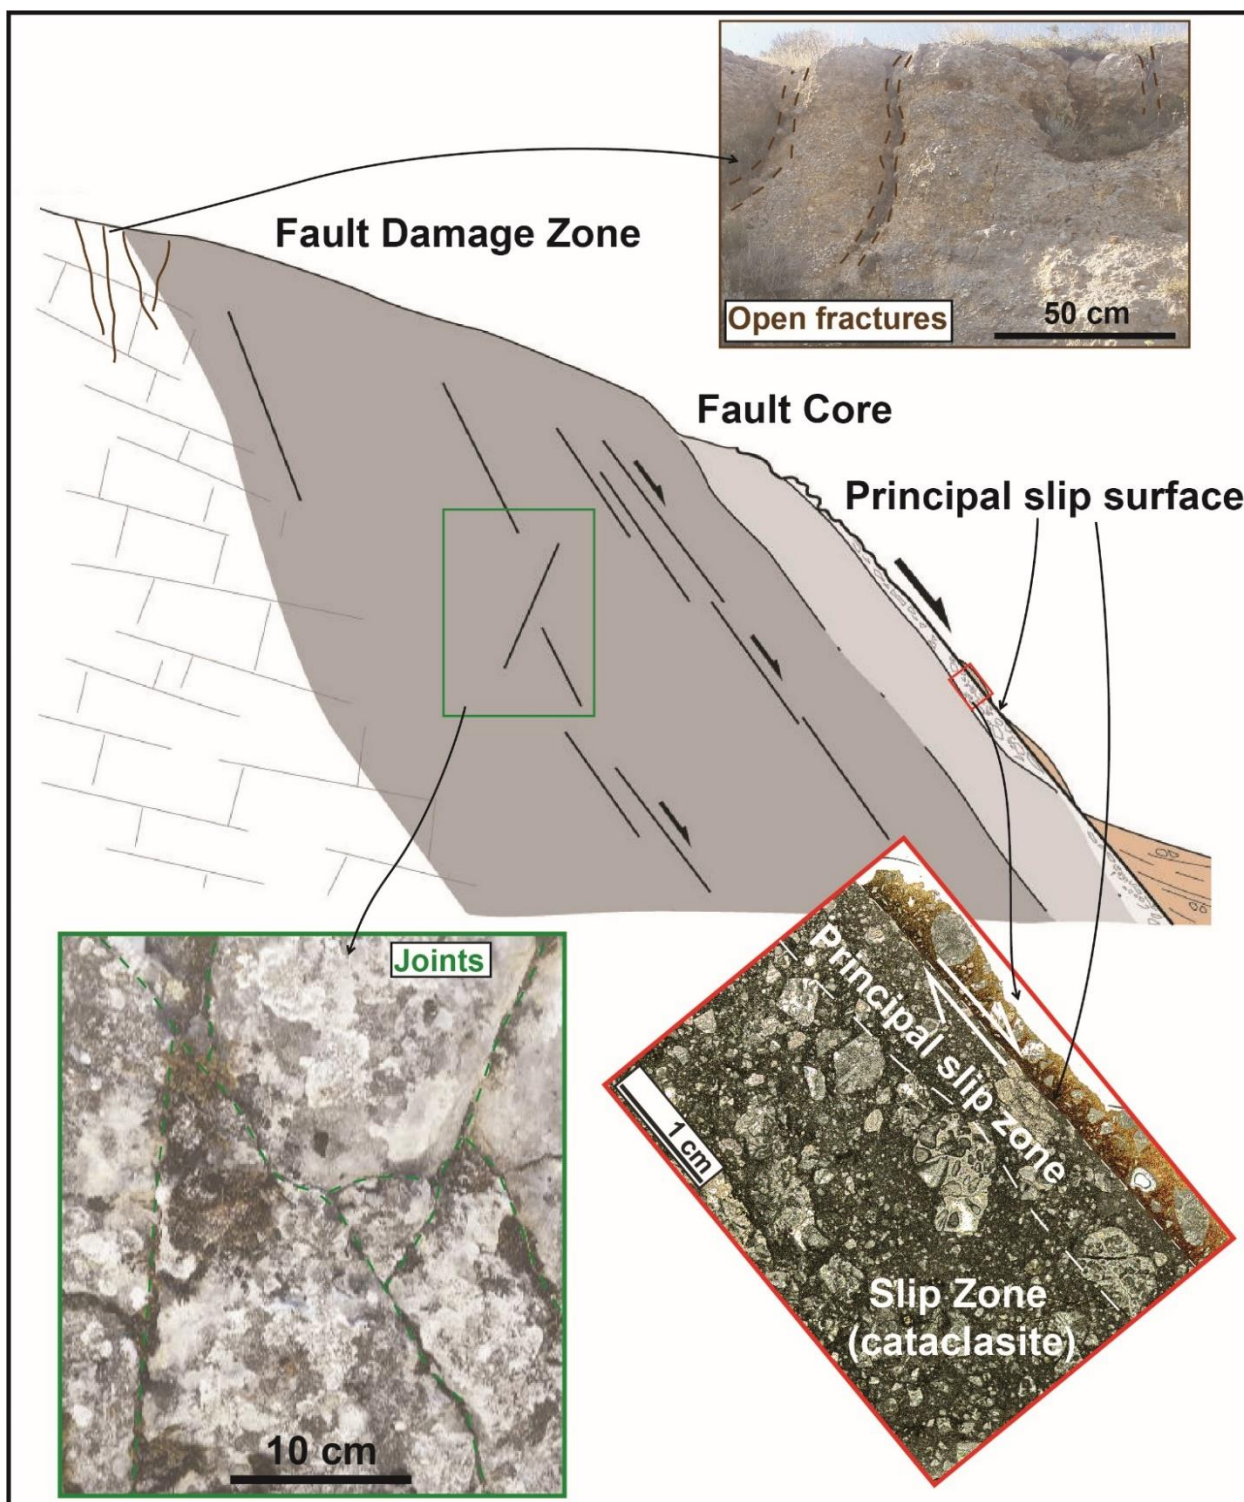 Open fractures
50 cm
Fault Damage Zone
Fault Core
Principal slip surface
Joints
10 cm
Principal slip zone
1 cm
Slip Zone
(cataclasite)